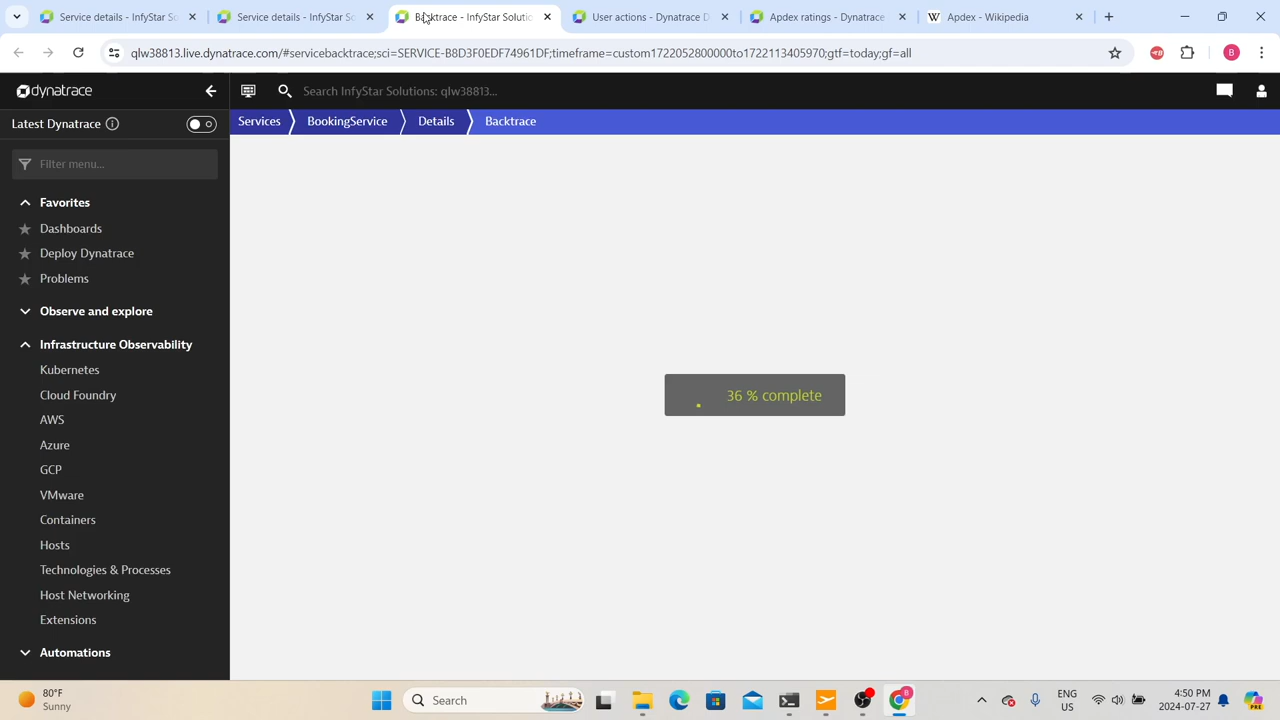 Service details - InfyStar Su
Service details - InfyStar Sc
Backtrace - InfyStar Solutio
User actions - Dynatrace D
Apdex ratings - Dynatrace
W Apdex - Wikipedia
qlw38813.live.dynatrace.com/#servicebacktrace;sci=SERVICE-B8D3F0EDF74961DF;timeframe=custom1722052800000to1722113405970;gtf=today;gf=all
B
dynatrace
Search InfyStar Solutions: qlw38813...
Latest Dynatrace
Services
BookingService
Details
Backtrace
Filter menu...
Favorites
Dashboards
Deploy Dynatrace
Problems
Observe and explore
Infrastructure Observability
Kubernetes
36 % complete
Cloud Foundry
AWS
Azure
GCP
VMware
Containers
Hosts
Technologies & Processes
Host Networking
Extensions
Automations
80°F
Sunny
Search
ENG
US
4:50 PM
2024-07-27
PRE